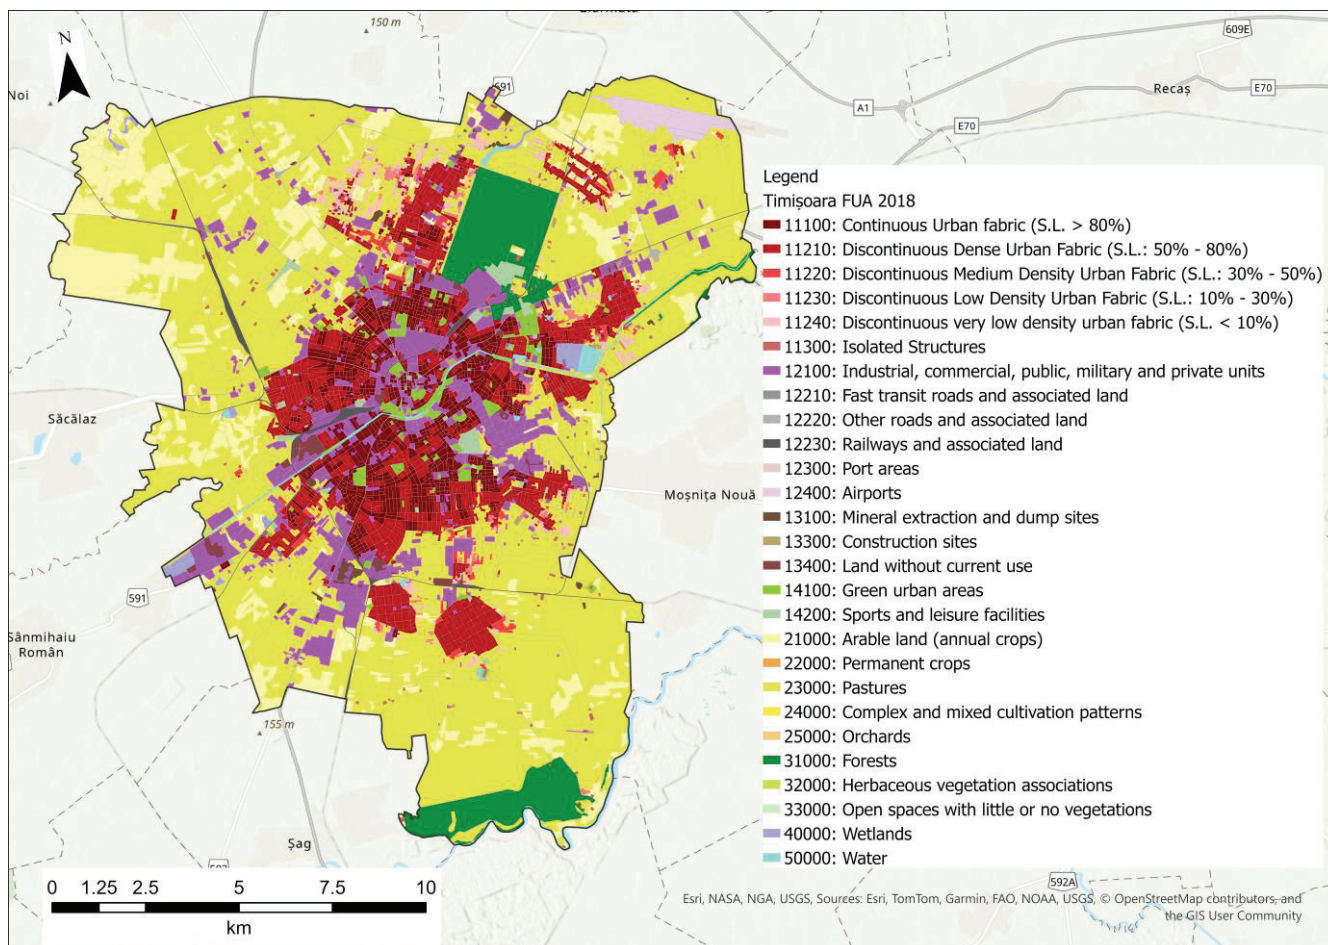 150 m
N
Noi
691
609E
Recaș
E70
A1
E70
Legend
Timișoara FUA 2018
11100: Continuous Urban fabric (S.L. > 80%)
11210: Discontinuous Dense Urban Fabric (S.L.: 50% - 80%)
11220: Discontinuous Medium Density Urban Fabric (S.L.: 30% - 50%)
11230: Discontinuous Low Density Urban Fabric (S.L.: 10% - 30%)
11240: Discontinuous very low density urban fabric (S.L. < 10%)
11300: Isolated Structures
12100: Industrial, commercial, public, military and private units
12210: Fast transit roads and associated land
12220: Other roads and associated land
12230: Railways and associated land
12300: Port areas
12400: Airports
13100: Mineral extraction and dump sites
13300: Construction sites
13400: Land without current use
14100: Green urban areas
14200: Sports and leisure facilities
21000: Arable land (annual crops)
22000: Permanent crops
23000: Pastures
24000: Complex and mixed cultivation patterns
25000: Orchards
31000: Forests
32000: Herbaceous vegetation associations
33000: Open spaces with little or no vegetations
40000: Wetlands
50000: Water
Săcălaz
Moșnița Nouă
591
Sânmihaiu
Român
155 m
Șag
592A
0 1.25 2.5 5 7.5 10
km
Esri, NASA, NGA, USGS, Sources: Esri, TomTom, Garmin, FAO, NOAA, USGS, © OpenStreetMap contributors, and
the GIS User Community